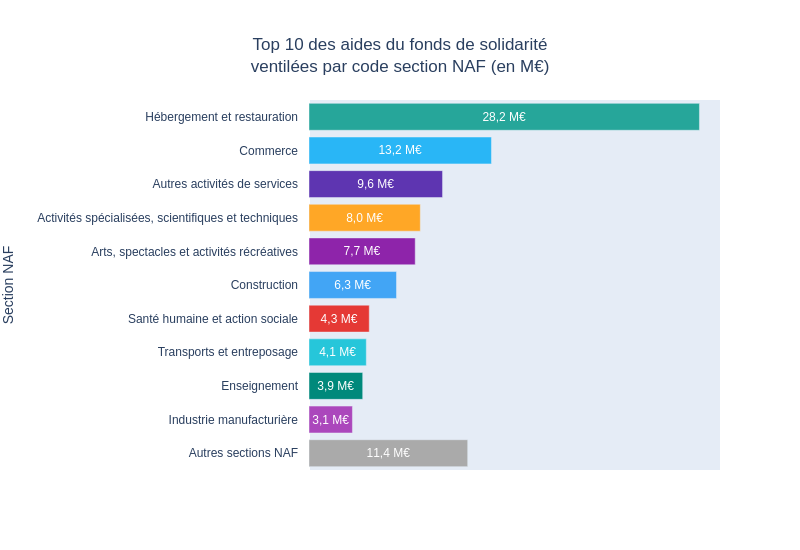 Top 10 des aides du fonds de solidarité
ventilées par code section NAF (en M€)
Section NAF
Hébergement et restauration 28,2 M€
Commerce 13,2 M€
Autres activités de services 9,6 M€
Activités spécialisées, scientifiques et techniques 8,0 M€
Arts, spectacles et activités récréatives 7,7 M€
Construction 6,3 M€
Santé humaine et action sociale 4,3 M€
Transports et entreposage 4,1 M€
Enseignement 3,9 M€
Industrie manufacturière 3,1 M€
Autres sections NAF 11,4 M€